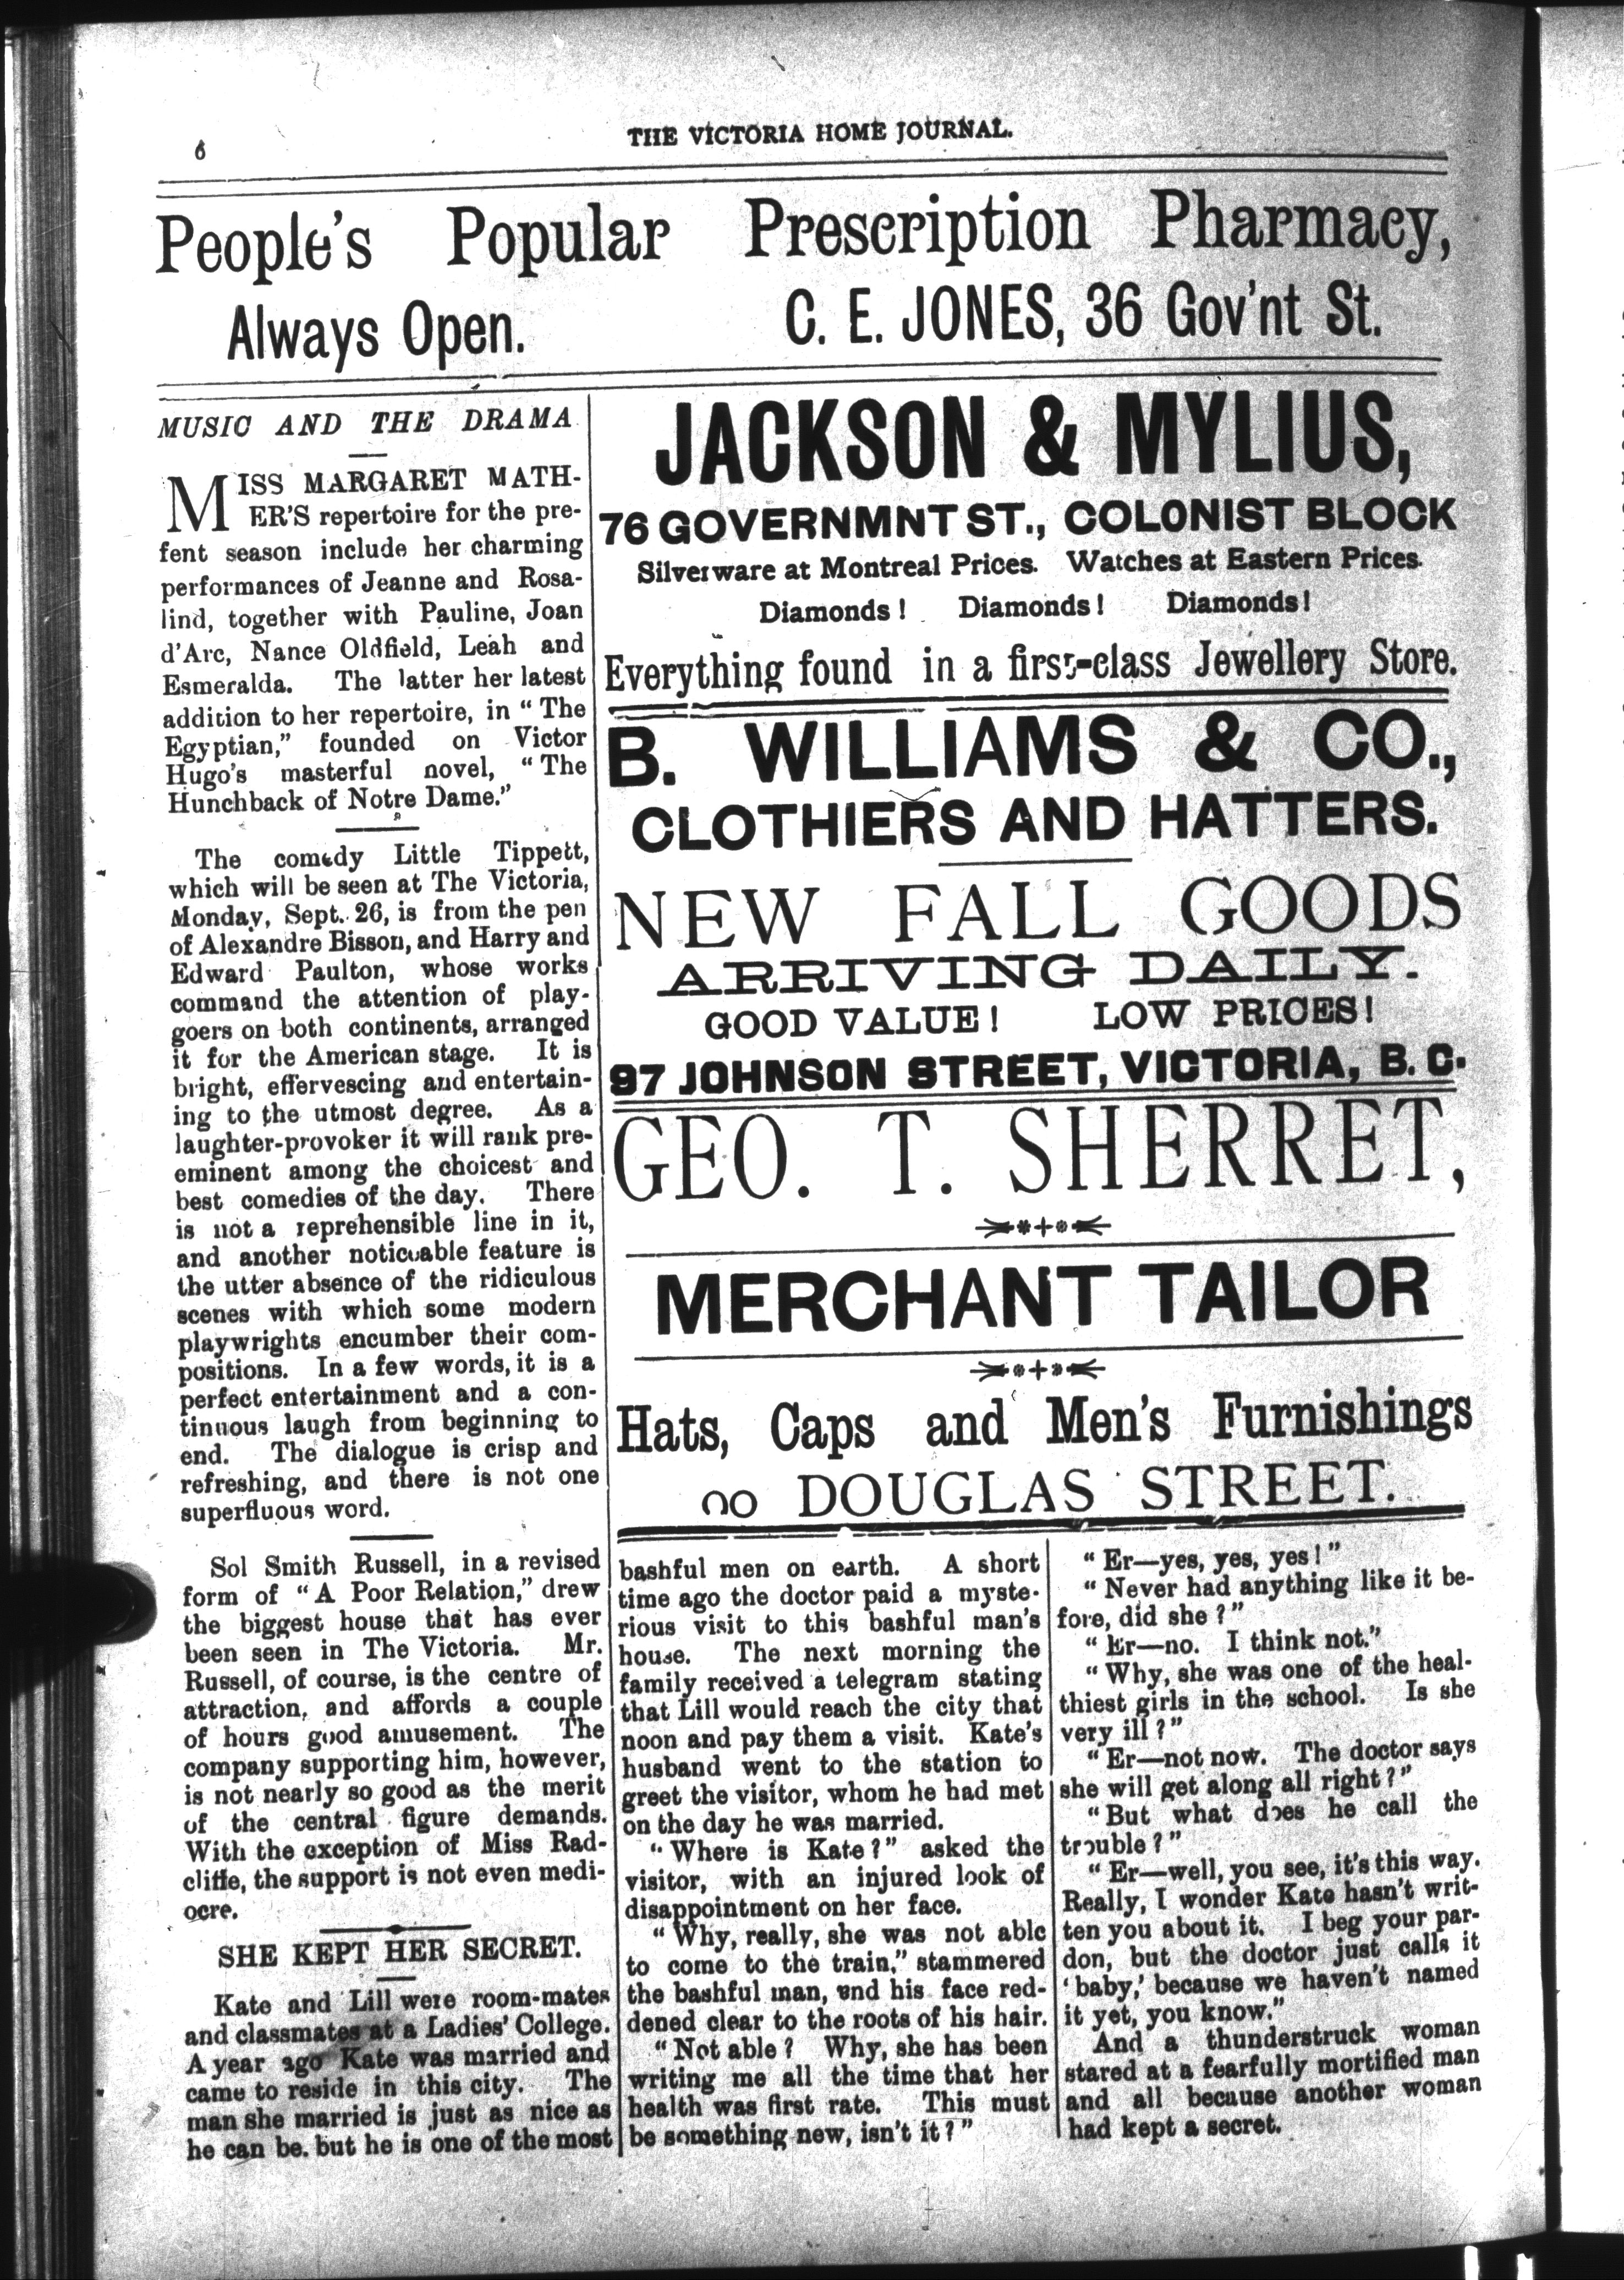 6
THE VICTORIA HOME JOURNAL.
People's Popular Prescription Pharmacy,
Always Open. C. E. JONES, 36 Gov'nt St.
MUSIC AND THE DRAMA
MISS MARGARET MATH-
ER'S repertoire for the pre-
fent season include her charming
performances of Jeanne and Rosa-
lind, together with Pauline, Joan
d'Arc, Nance Oldfield, Leah and
Esmeralda. The latter her latest
addition to her repertoire, in "The
Egyptian," founded on Victor
Hugo's masterful novel, "The
Hunchback of Notre Dame."
The comedy Little Tippett,
which will be seen at The Victoria,
Monday, Sept. 26, is from the pen
of Alexandre Bisson, and Harry and
Edward Paulton, whose works
command the attention of play-
goers on both continents, arranged
it for the American stage. It is
bright, effervescing and entertain-
ing to the utmost degree. As a
laughter-provoker it will rank pre-
eminent among the choicest and
best comedies of the day. There
is not a reprehensible line in it,
and another noticeable feature is
the utter absence of the ridiculous
scenes with which some modern
playwrights encumber their com-
positions. In a few words, it is a
perfect entertainment and a con-
tinuous laugh from beginning to
end. The dialogue is crisp and
refreshing, and there is not one
superfluous word.
Sol Smith Russell, in a revised
form of "A Poor Relation," drew
the biggest house that has ever
been seen in The Victoria. Mr.
Russell, of course, is the centre of
attraction, and affords a couple
of hours good amusement. The
company supporting him, however,
is not nearly so good as the merit
of the central figure demands.
With the exception of Miss Rad-
cliffe, the support is not even medi-
ocre.
SHE KEPT HER SECRET.
Kate and Lill were room-mates
and classmates at a Ladies' College.
A year ago Kate was married and
came to reside in this city. The
man she married is just as nice as
he can be. but he is one of the most
JACKSON & MYLIUS,
76 GOVERNMNT ST., COLONIST BLOCK
Silverware at Montreal Prices. Watches at Eastern Prices.
Diamonds! Diamonds! Diamonds!
Everything found in a first-class Jewellery Store.
B. WILLIAMS & CO.,
CLOTHIERS AND HATTERS.
NEW FALL GOODS
ARRIVING DAILY.
GOOD VALUE! LOW PRICES!
97 JOHNSON STREET, VICTORIA, B. C.
GEO. T. SHERRET,
MERCHANT TAILOR
Hats, Caps and Men's Furnishings
DOUGLAS STREET.
bashful men on earth. A short
time ago the doctor paid a myste-
rious visit to this bashful man's
house. The next morning the
family received a telegram stating
that Lill would reach the city that
noon and pay them a visit. Kate's
husband went to the station to
greet the visitor, whom he had met
on the day he was married.
"Where is Kate?" asked the
visitor, with an injured look of
disappointment on her face.
"Why, really, she was not able
to come to the train," stammered
the bashful man, and his face red-
dened clear to the roots of his hair.
"Not able? Why, she has been
writing me all the time that her
health was first rate. This must
be something new, isn't it?"
"Er—yes, yes, yes!"
"Never had anything like it be-
fore, did she?"
"Er—no. I think not."
"Why, she was one of the heal-
thiest girls in the school. Is she
very ill?"
"Er—not now. The doctor says
she will get along all right?"
"But what does he call the
trouble?"
"Er—well, you see, it's this way.
Really, I wonder Kate hasn't writ-
ten you about it. I beg your par-
don, but the doctor just calls it
'baby,' because we haven't named
it yet, you know."
And a thunderstruck woman
stared at a fearfully mortified man
and all because another woman
had kept a secret.